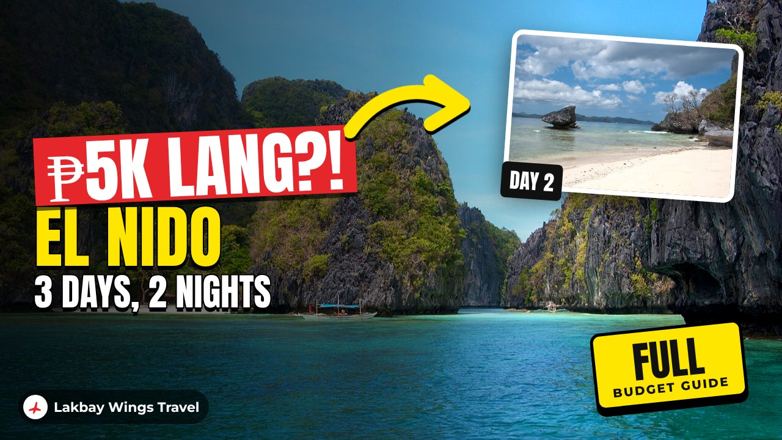 ₱5K LANG?!
EL NIDO
3 DAYS, 2 NIGHTS
DAY 2
FULL
BUDGET GUIDE
Lakbay Wings Travel